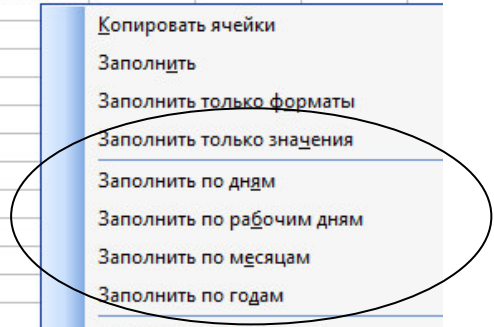 Копировать ячейки
Заполнить
Заполнить только форматы
Заполнить только значения
Заполнить по дням
Заполнить по рабочим дням
Заполнить по месяцам
Заполнить по годам